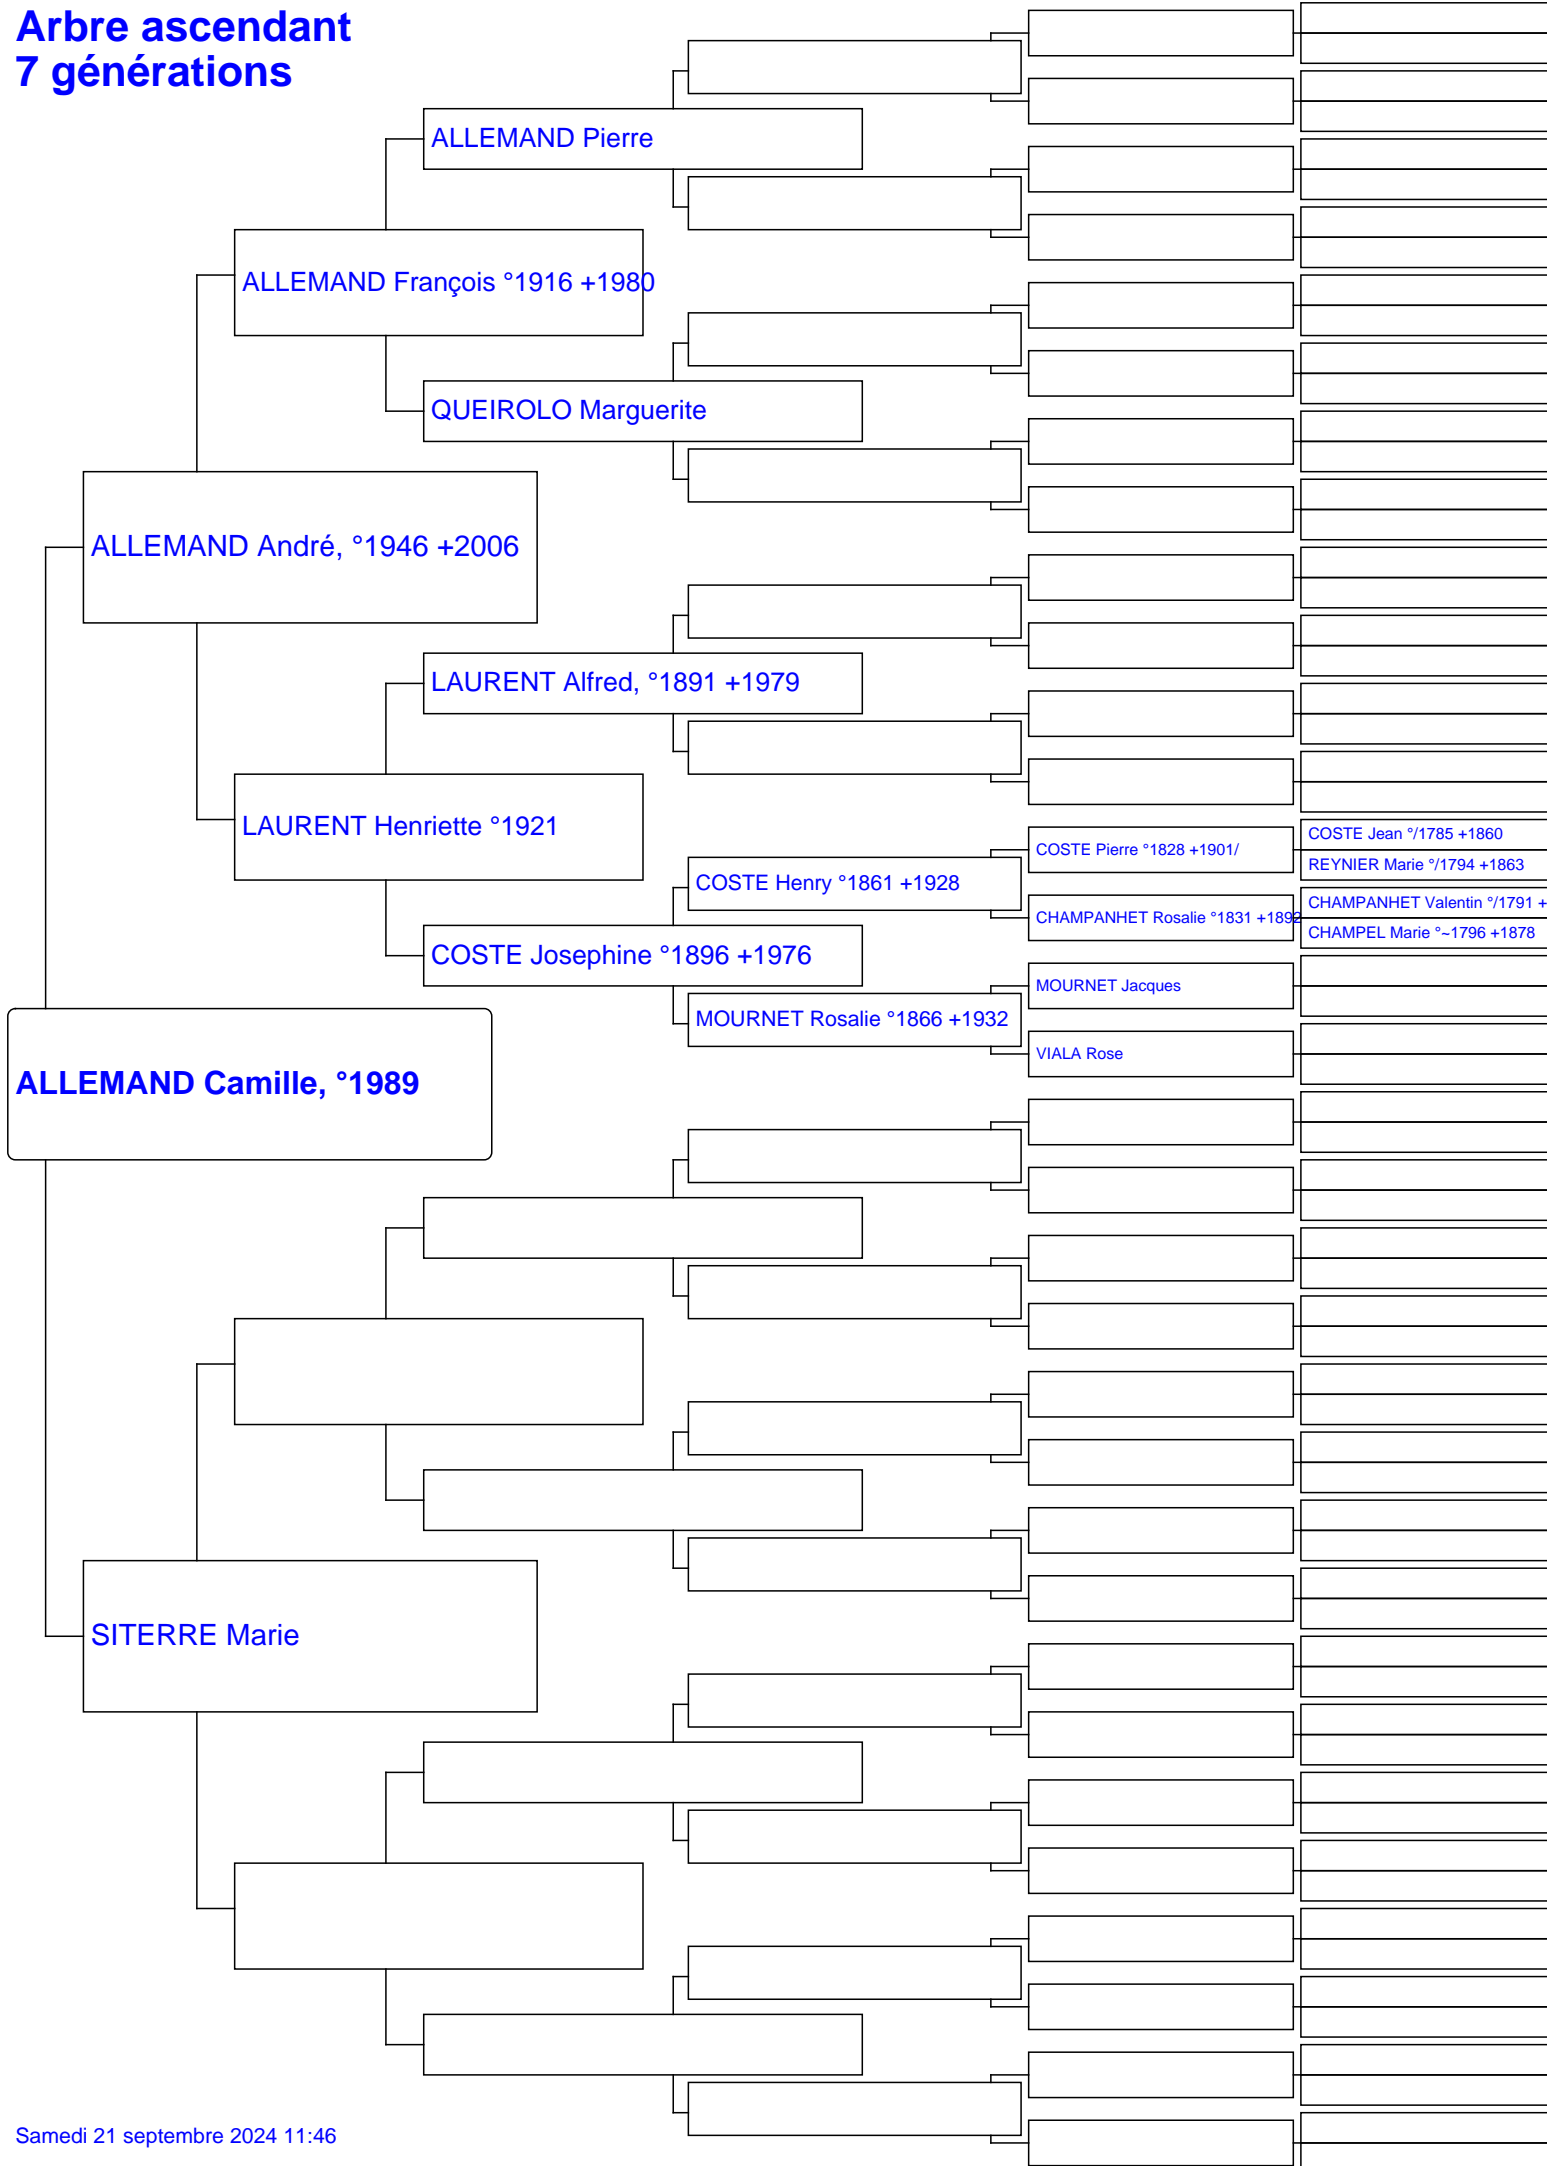 Arbre ascendant
7 générations
ALLEMAND Pierre
ALLEMAND François °1916 +1980
QUEIROLO Marguerite
ALLEMAND André, °1946 +2006
LAURENT Alfred, °1891 +1979
LAURENT Henriette °1921
COSTE Jean °/1785 +1860
COSTE Pierre °1828 +1901/
REYNIER Marie °/1794 +1863
COSTE Henry °1861 +1928
CHAMPANHET Valentin °/1791 +
CHAMPANHET Rosalie °1831 +1892
CHAMPEL Marie °~1796 +1878
COSTE Josephine °1896 +1976
MOURNET Jacques
MOURNET Rosalie °1866 +1932
VIALA Rose
ALLEMAND Camille, °1989
SITERRE Marie
Samedi 21 septembre 2024 11:46